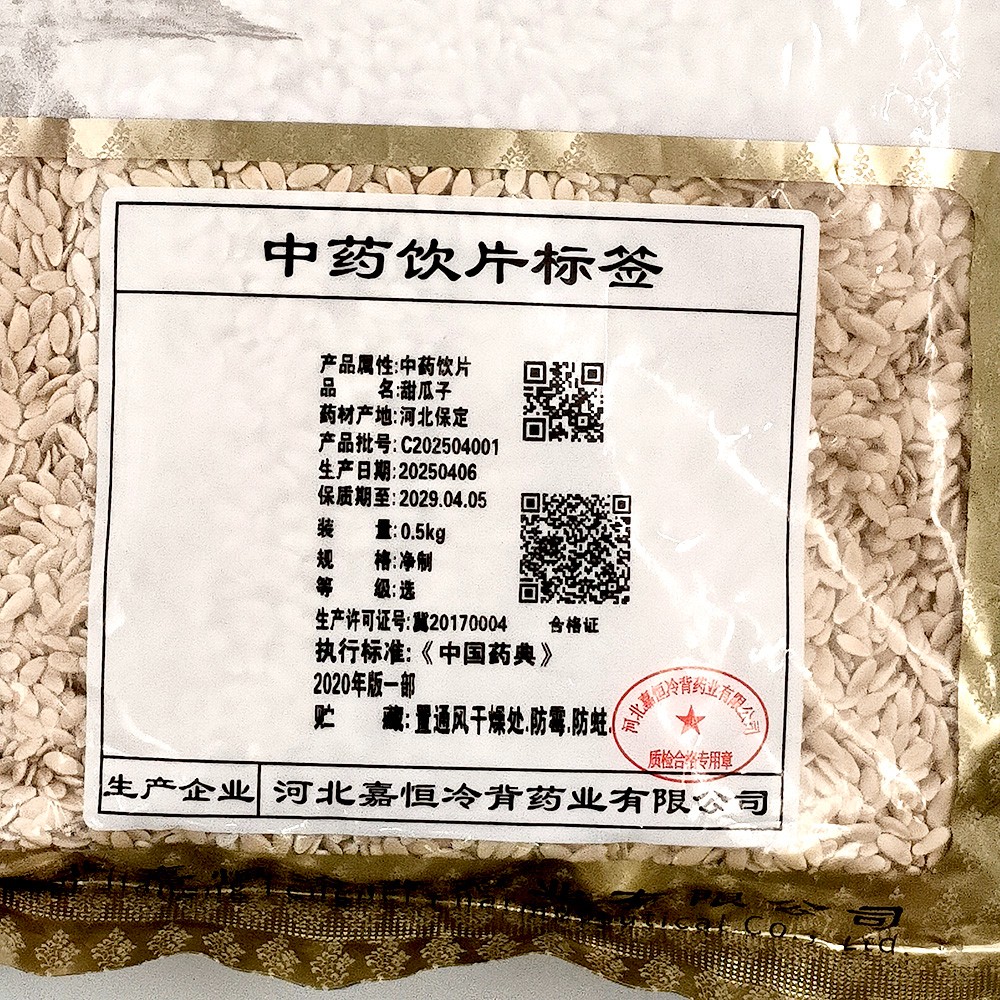 中药饮片标签
产品属性:中药饮片
品 名:甜瓜子
药材产地:河北保定
产品批号:C202504001
生产日期:20250406
保质期至:2029.04.05
装 量:0.5kg
规 格:净制
等 级:选
生产许可证号:冀20170004 合格证
执行标准:《中国药典》
2020年版一部
贮 藏:置通风干燥处.防霉.防蛀.
河北嘉恒冷背药业有限公司
质检合格专用章
生产企业 河北嘉恒冷背药业有限公司
业有限公司
Co., Ltd.